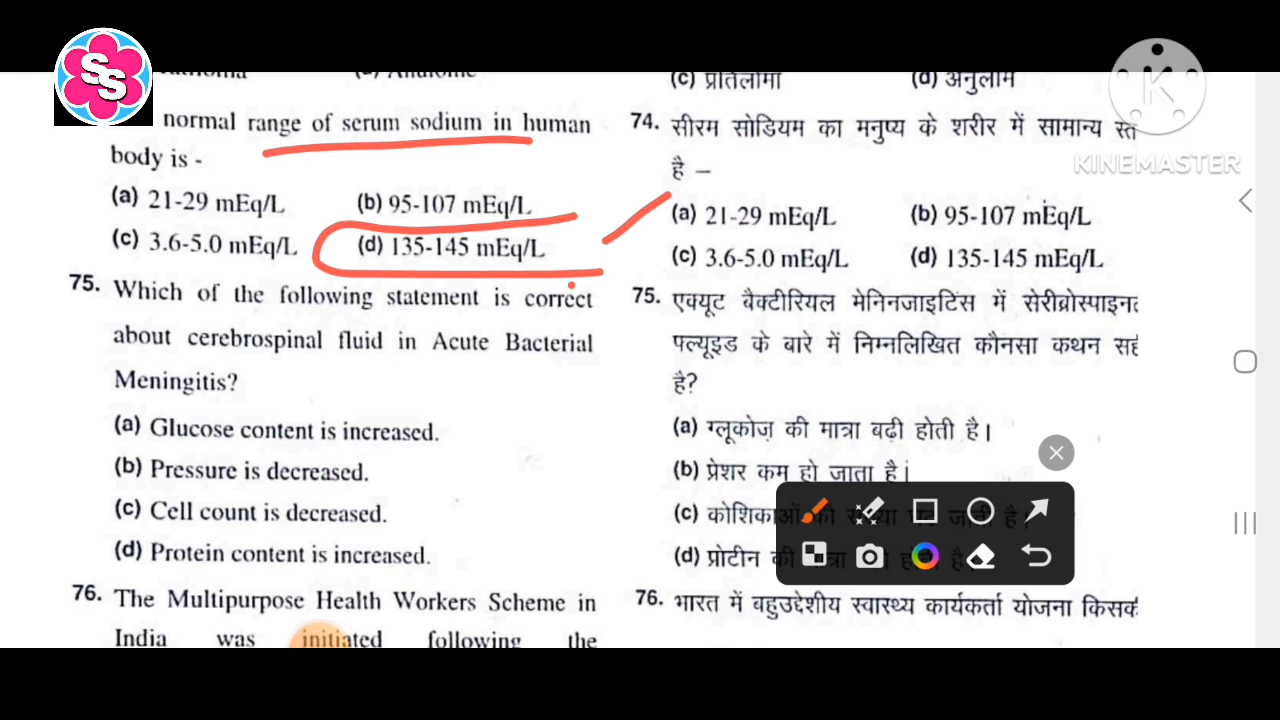 SS
KINEMASTER
normal range of serum sodium in human
body is -
(a) 21-29 mEq/L (b) 95-107 mEq/L
(c) 3.6-5.0 mEq/L (d) 135-145 mEq/L
75. Which of the following statement is correct
about cerebrospinal fluid in Acute Bacterial
Meningitis?
(a) Glucose content is increased.
(b) Pressure is decreased.
(c) Cell count is decreased.
(d) Protein content is increased.
76. The Multipurpose Health Workers Scheme in
India was initiated following the
(c) प्रतिलोमा (d) अनुलोम
74. सीरम सोडियम का मनुष्य के शरीर में सामान्य
है –
(a) 21-29 mEq/L (b) 95-107 mEq/L
(c) 3.6-5.0 mEq/L (d) 135-145 mEq/L
75. एक्यूट बैक्टीरियल मेनिनजाइटिस में
फ्ल्यूइड के बारे में निम्नलिखित कौनसा कथन
है?
(a) ग्लूकोज़ की मात्रा बढ़ी होती है।
(b) प्रेशर कम हो जाता है।
(c) कोशिकाओं की
(d) प्रोटीन की
76. भारत में बहुउद्देशीय स्वास्थ्य कार्यकर्ता योजना